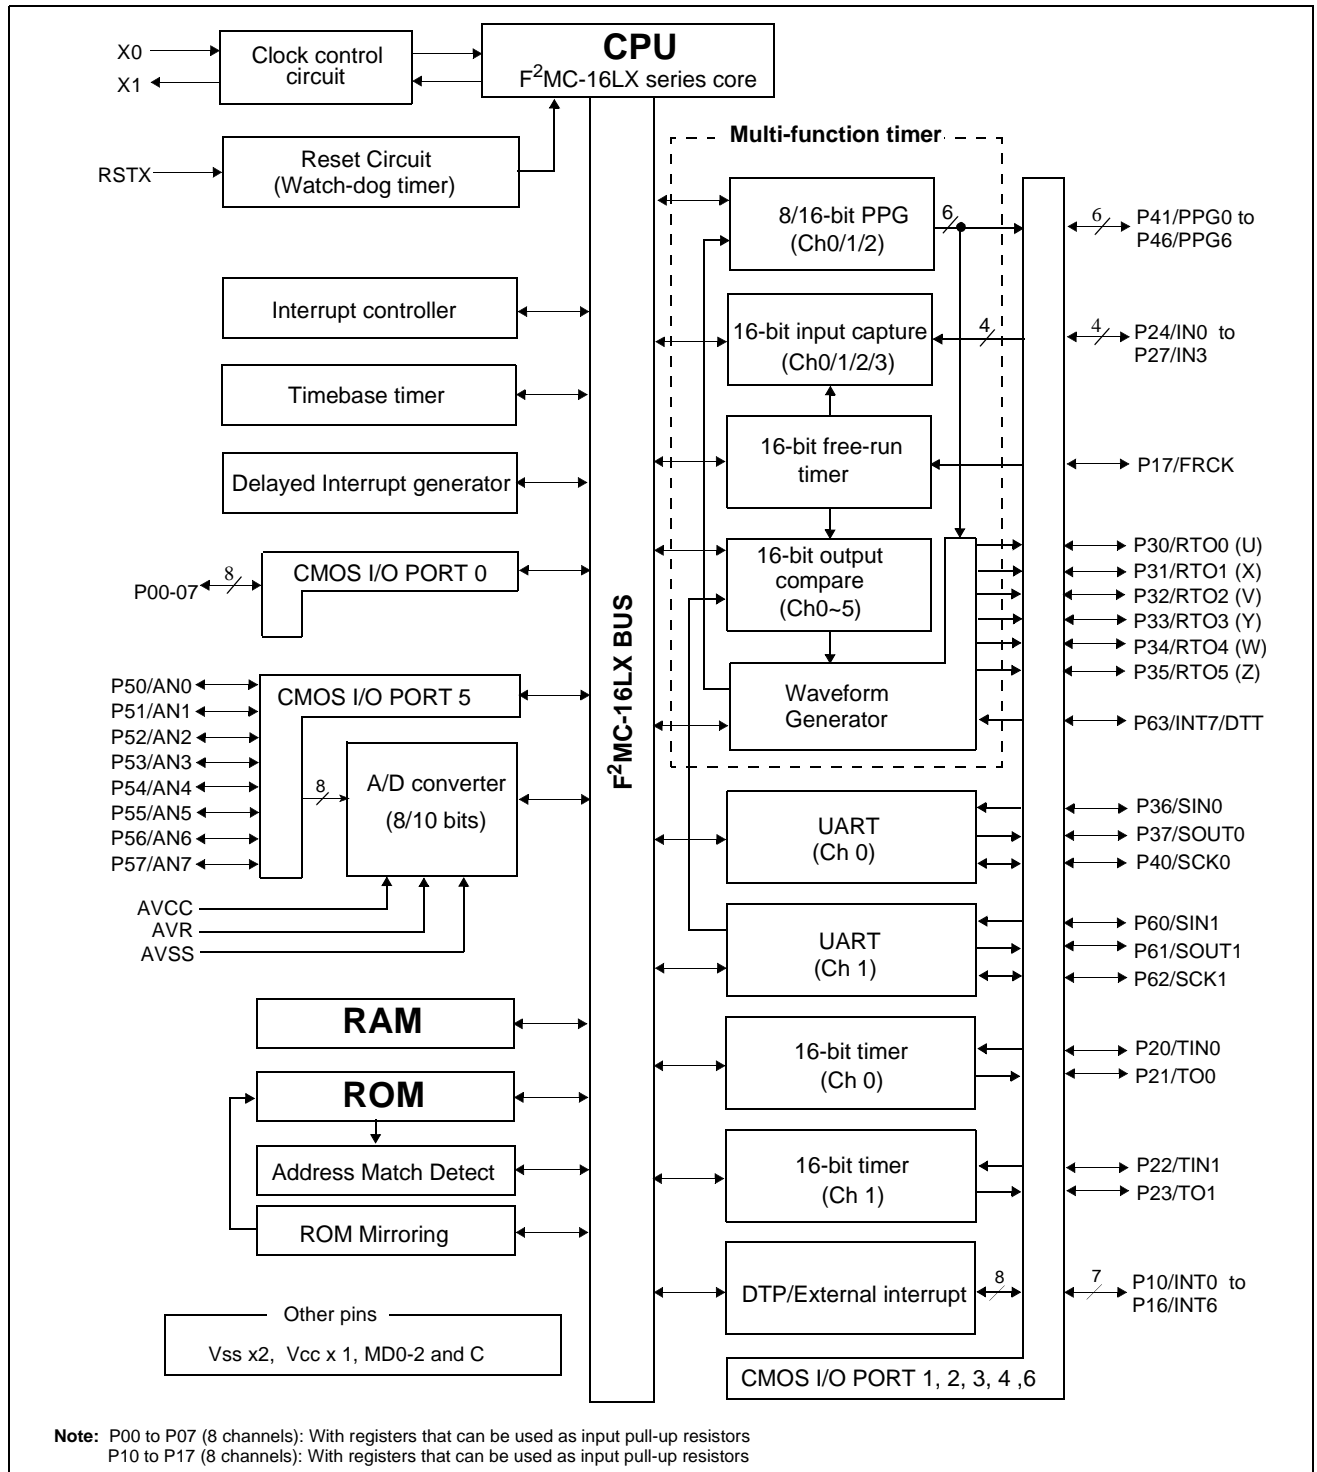 X0
X1
Clock control
circuit
CPU
F²MC-16LX series core
RSTX
Reset Circuit
(Watch-dog timer)
Interrupt controller
Timebase timer
Delayed Interrupt generator
P00-07
8
CMOS I/O PORT 0
P50/AN0
P51/AN1
P52/AN2
P53/AN3
P54/AN4
P55/AN5
P56/AN6
P57/AN7
CMOS I/O PORT 5
8
A/D converter
(8/10 bits)
AVCC
AVR
AVSS
RAM
ROM
Address Match Detect
ROM Mirroring
Other pins
Vss x2, Vcc x 1, MD0-2 and C
F²MC-16LX BUS
Multi-function timer
8/16-bit PPG
(Ch0/1/2)
6
16-bit input capture
(Ch0/1/2/3)
4
16-bit free-run
timer
16-bit output
compare
(Ch0~5)
Waveform
Generator
UART
(Ch 0)
UART
(Ch 1)
16-bit timer
(Ch 0)
16-bit timer
(Ch 1)
DTP/External interrupt
8
CMOS I/O PORT 1, 2, 3, 4 ,6
6
P41/PPG0 to
P46/PPG6
4
P24/IN0 to
P27/IN3
P17/FRCK
P30/RTO0 (U)
P31/RTO1 (X)
P32/RTO2 (V)
P33/RTO3 (Y)
P34/RTO4 (W)
P35/RTO5 (Z)
P63/INT7/DTT
P36/SIN0
P37/SOUT0
P40/SCK0
P60/SIN1
P61/SOUT1
P62/SCK1
P20/TIN0
P21/TO0
P22/TIN1
P23/TO1
7
P10/INT0 to
P16/INT6
Note: P00 to P07 (8 channels): With registers that can be used as input pull-up resistors
P10 to P17 (8 channels): With registers that can be used as input pull-up resistors